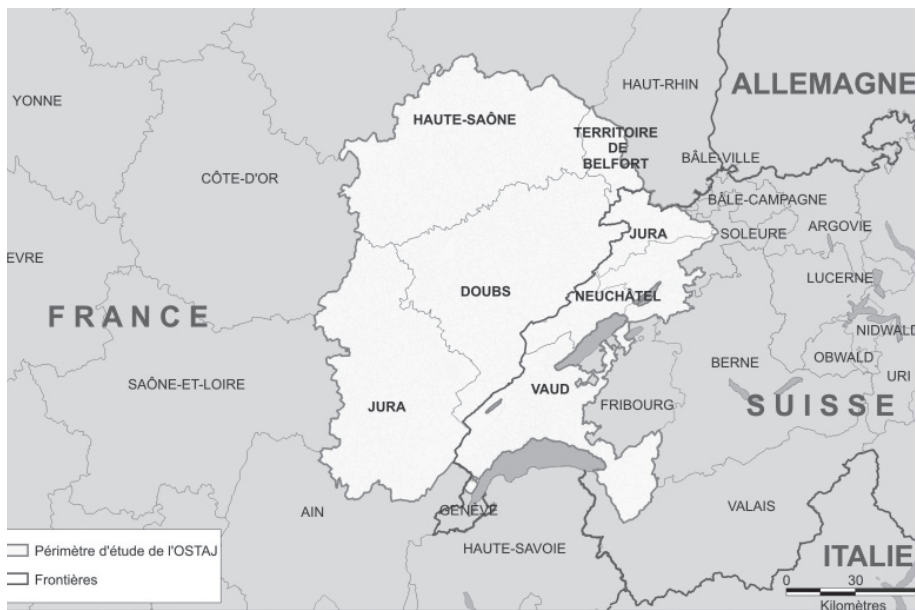 HAUT-RHIN
ALLEMAGNE
YONNE
HAUTE-SAÔNE
TERRITOIRE
DE
BELFORT
BÂLE-VILLE
CÔTE-D'OR
BÂLE-CAMPAGNE
ARGOVIE
JURA
SOLEURE
EVRE
LUCERNE
DOUBS
NEUCHÂTEL
FRANCE
NIDWALD
BERNE
OBWALD
SAÔNE-ET-LOIRE
VAUD
URI
JURA
FRIBOURG
SUISSE
AIN
GENÈVE
VALAIS
HAUTE-SAVOIE
ITALIE
Périmètre d'étude de l'OSTAJ
Frontières
0 30
Kilomètres